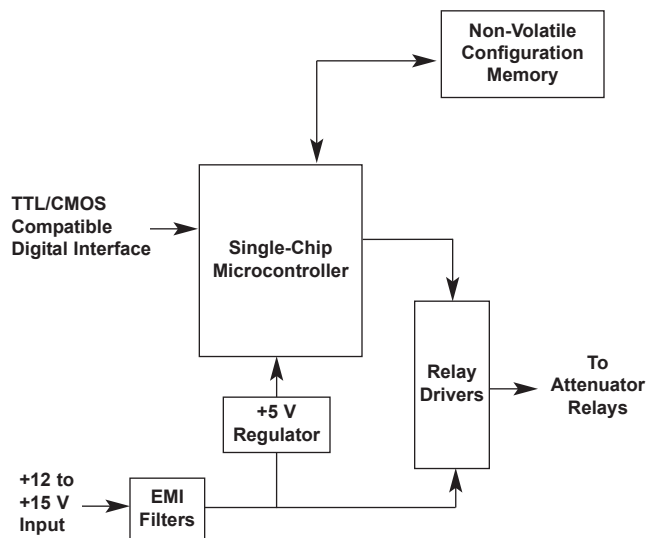 Non-Volatile
Configuration
Memory
TTL/CMOS
Compatible
Digital Interface
Single-Chip
Microcontroller
Relay
Drivers
To
Attenuator
Relays
+5 V
Regulator
+12 to
+15 V
Input
EMI
Filters